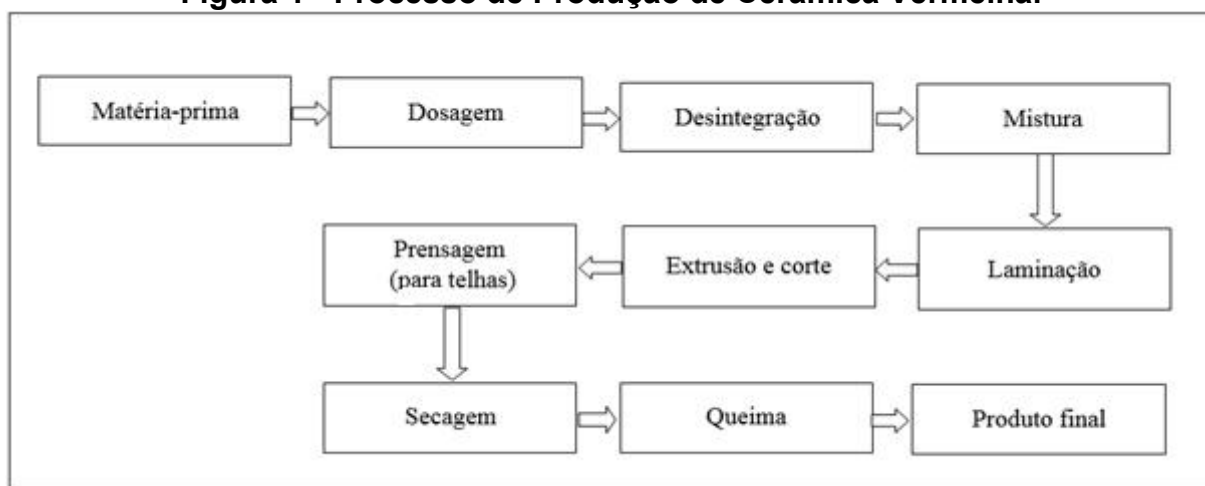 Matéria-prima
Dosagem
Desintegração
Mistura
Laminação
Extrusão e corte
Prensagem
(para telhas)
Secagem
Queima
Produto final